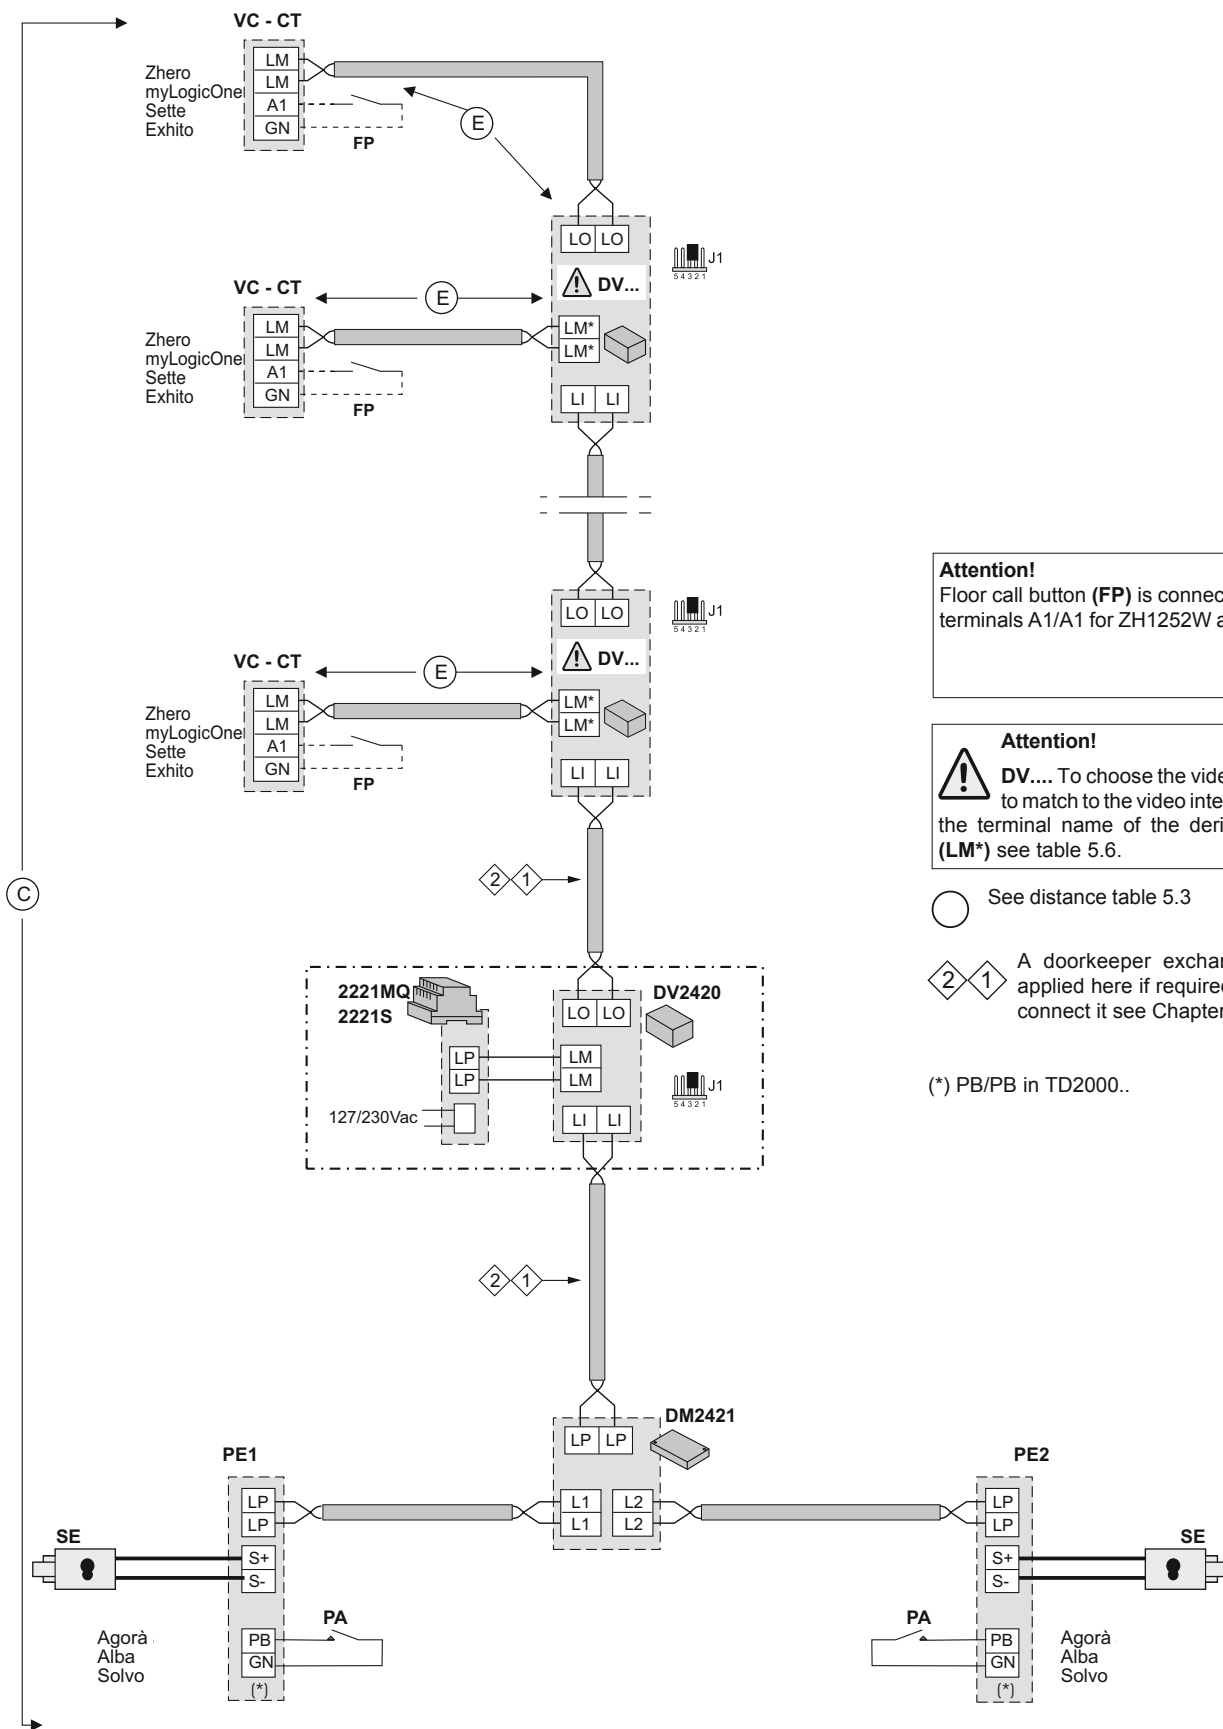 VC - CT
Zhero
myLogicOne
Sette
Exhito
LM
LM
A1
GN
FP
E
LO LO
J1
5 4 3 2 1
DV...
VC - CT
E
Zhero
myLogicOne
Sette
Exhito
LM
LM
A1
GN
FP
LM*
LM*
LI LI
LO LO
J1
5 4 3 2 1
DV...
VC - CT
E
Zhero
myLogicOne
Sette
Exhito
LM
LM
A1
GN
FP
LM*
LM*
LI LI
Attention!
Floor call button (FP) is connec
terminals A1/A1 for ZH1252W a
Attention!
DV.... To choose the vide
to match to the video inte
the terminal name of the deri
(LM*) see table 5.6.
See distance table 5.3
2 1 A doorkeeper exchan
applied here if required
connect it see Chapter
(*) PB/PB in TD2000..
C
2 1
2221MQ
2221S
DV2420
LO LO
LP
LP
LM
LM
J1
5 4 3 2 1
127/230Vac
LI LI
2 1
DM2421
LP LP
L1
L1
L2
L2
PE1
LP
LP
S+
S-
PB
GN
(*)
SE
PA
Agorà
Alba
Solvo
PE2
LP
LP
S+
S-
PB
GN
(*)
SE
PA
Agorà
Alba
Solvo